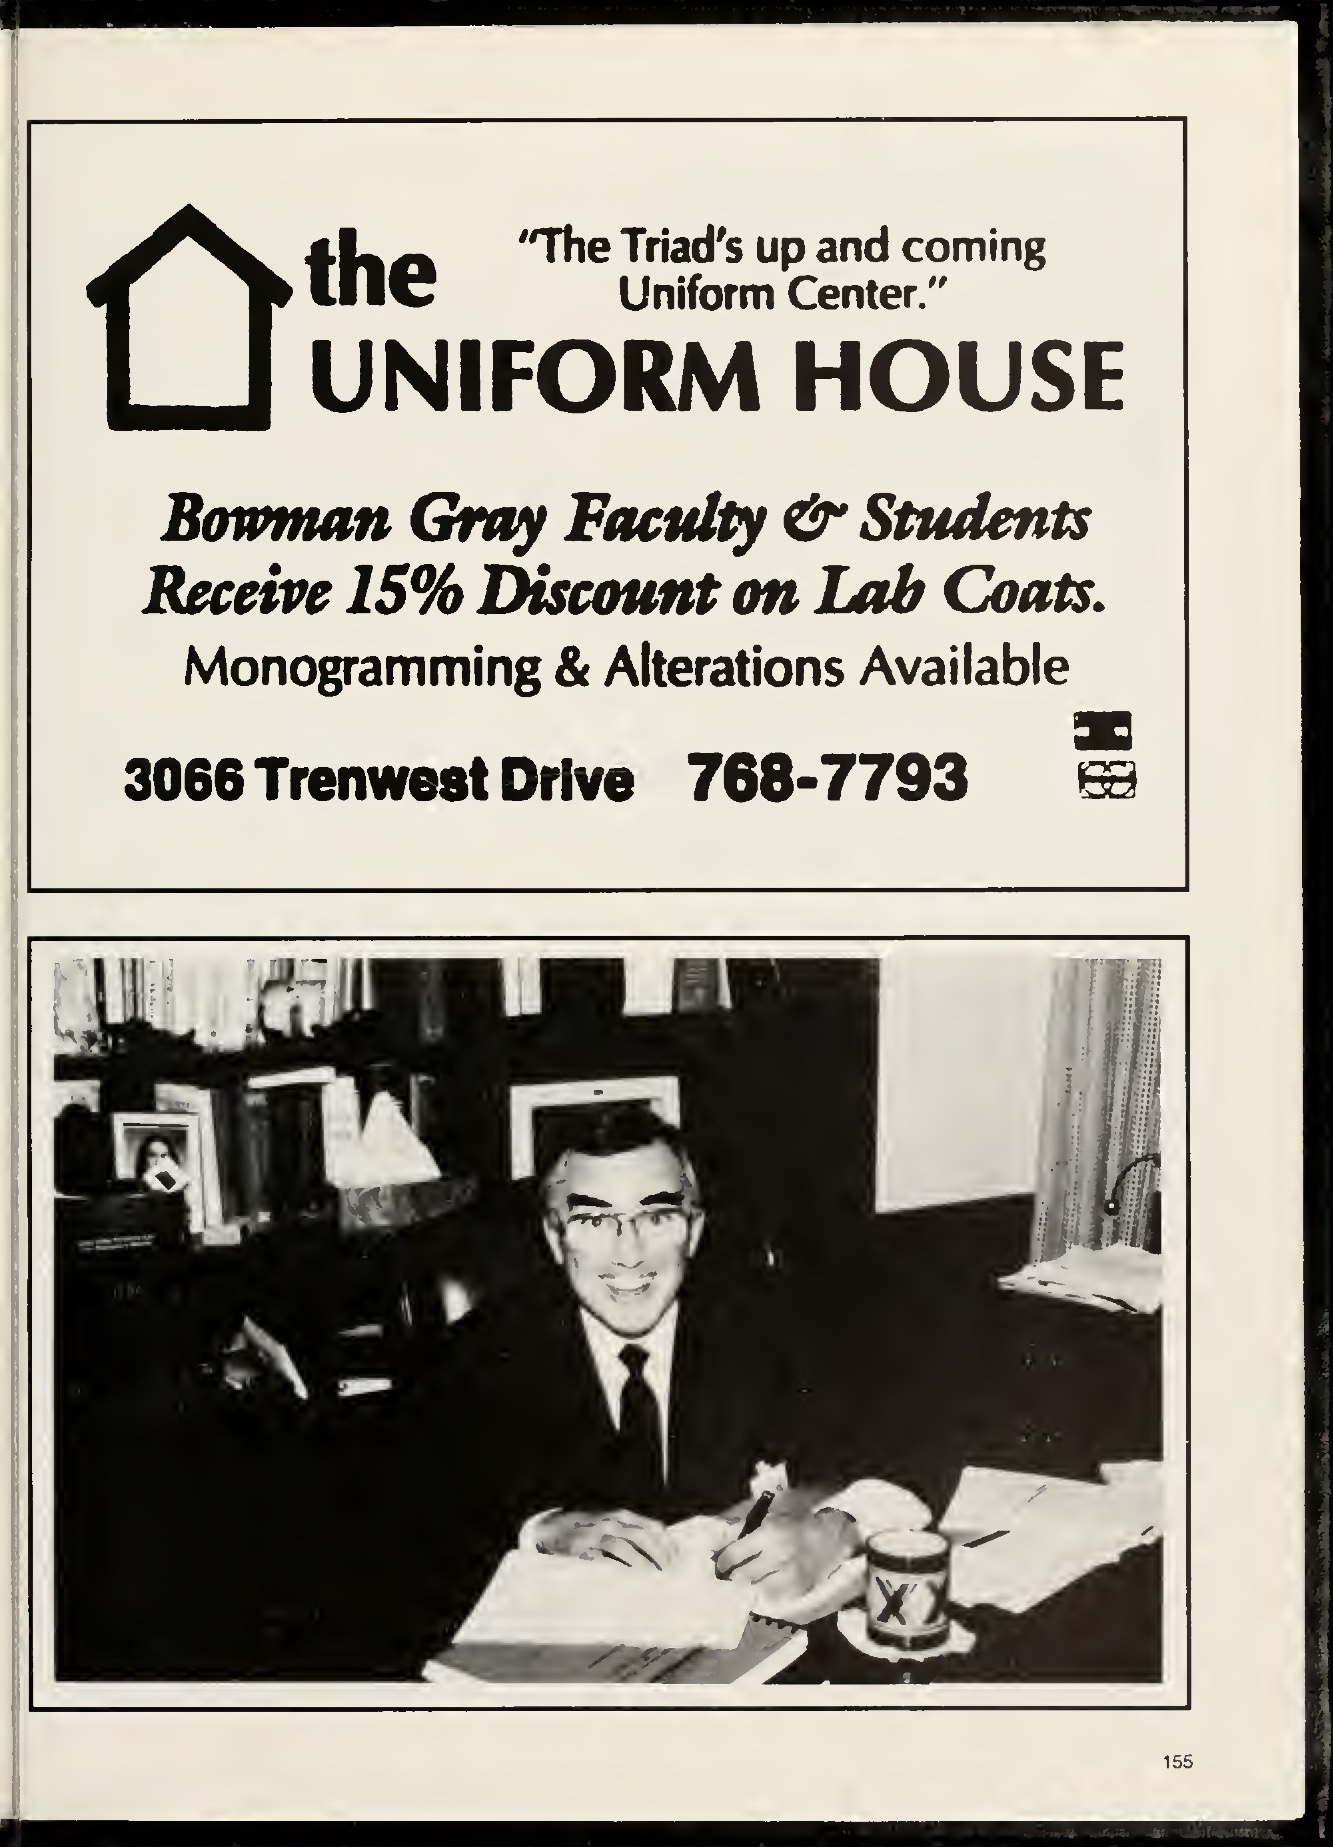 the
"The Triad's up and coming
Uniform Center."
UNIFORM HOUSE
Bowman Gray Faculty & Students
Receive 15% Discount on Lab Coats.
Monogramming & Alterations Available
3066 Trenwest Drive 768-7793
155